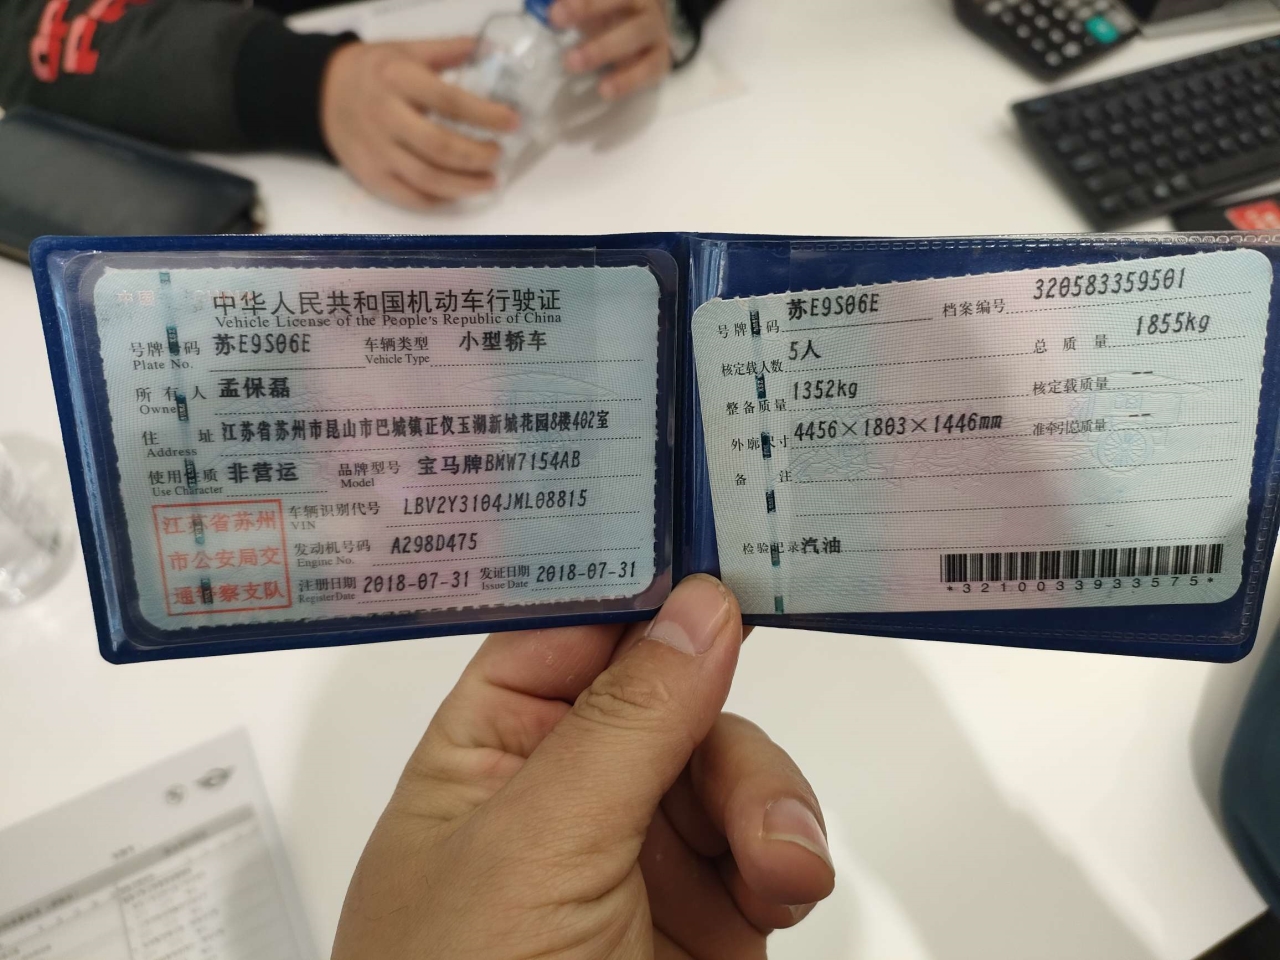 中华人民共和国机动车行驶证
Vehicle License of the People's Republic of China
号牌号码 苏E9S06E 车辆类型 小型轿车
Plate No. Vehicle Type
所有人 孟保磊
Owner
住址 江苏省苏州市昆山市巴城镇正仪玉湖新城花园8楼402室
Address
使用性质 非营运 品牌型号 宝马牌BMW7154AB
Use Character Model
江苏省苏州
市公安局交
通警察支队
车辆识别代号 LBV2Y3104JML08815
VIN
发动机号码 A298D475
Engine No.
注册日期 2018-07-31 发证日期 2018-07-31
Register Date Issue Date
号牌号码 苏E9S06E 档案编号 320583359501
核定载人数 5人 总质量 1855kg
整备质量 1352kg 核定载质量 --
外廓尺寸 4456×1803×1446mm 准牵引总质量 --
备注
检验记录 汽油
*3210033933575*